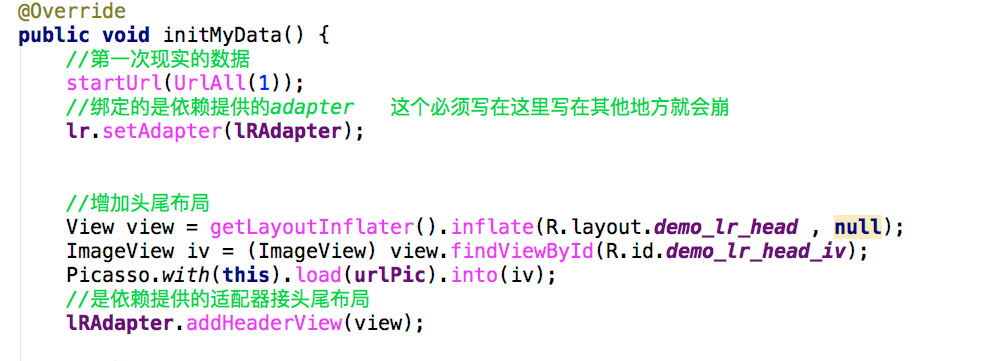 @Override
public void initMyData() {
//第一次现实的数据
startUrl(UrlAll(1));
//绑定的是依赖提供的adapter 这个必须写在这里写在其他地方就会崩
lr.setAdapter(lRAdapter);
//增加头尾布局
View view = getLayoutInflater().inflate(R.layout.demo_lr_head , null);
ImageView iv = (ImageView) view.findViewById(R.id.demo_lr_head_iv);
Picasso.with(this).load(urlPic).into(iv);
//是依赖提供的适配器接头尾布局
lRAdapter.addHeaderView(view);